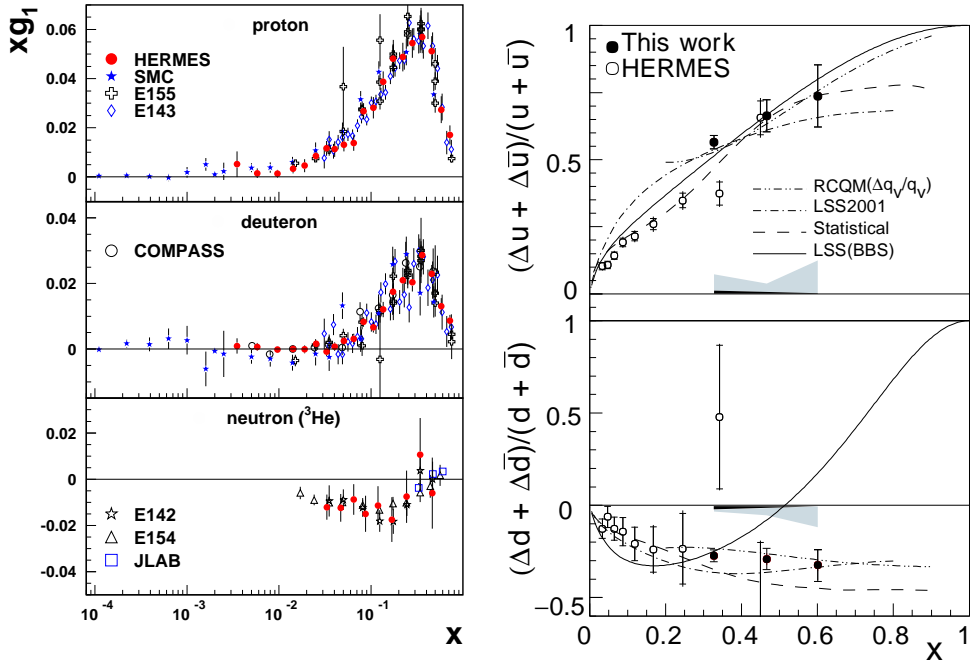 xg₁
proton
0.06
0.04
0.02
0
HERMES
SMC
E155
E143
deuteron
0.04
0.02
0
COMPASS
neutron (³He)
0.02
0
-0.02
-0.04
E142
E154
JLAB
10⁻⁴
10⁻³
10⁻²
10⁻¹
x
(Δu + Δū)/(u + ū)
1
0.5
0
This work
HERMES
RCQM(Δq_V/q_V)
LSS2001
Statistical
LSS(BBS)
(Δd + Δd̄)/(d + d̄)
1
0.5
0
−0.5
0
0.2
0.4
0.6
0.8
1
x